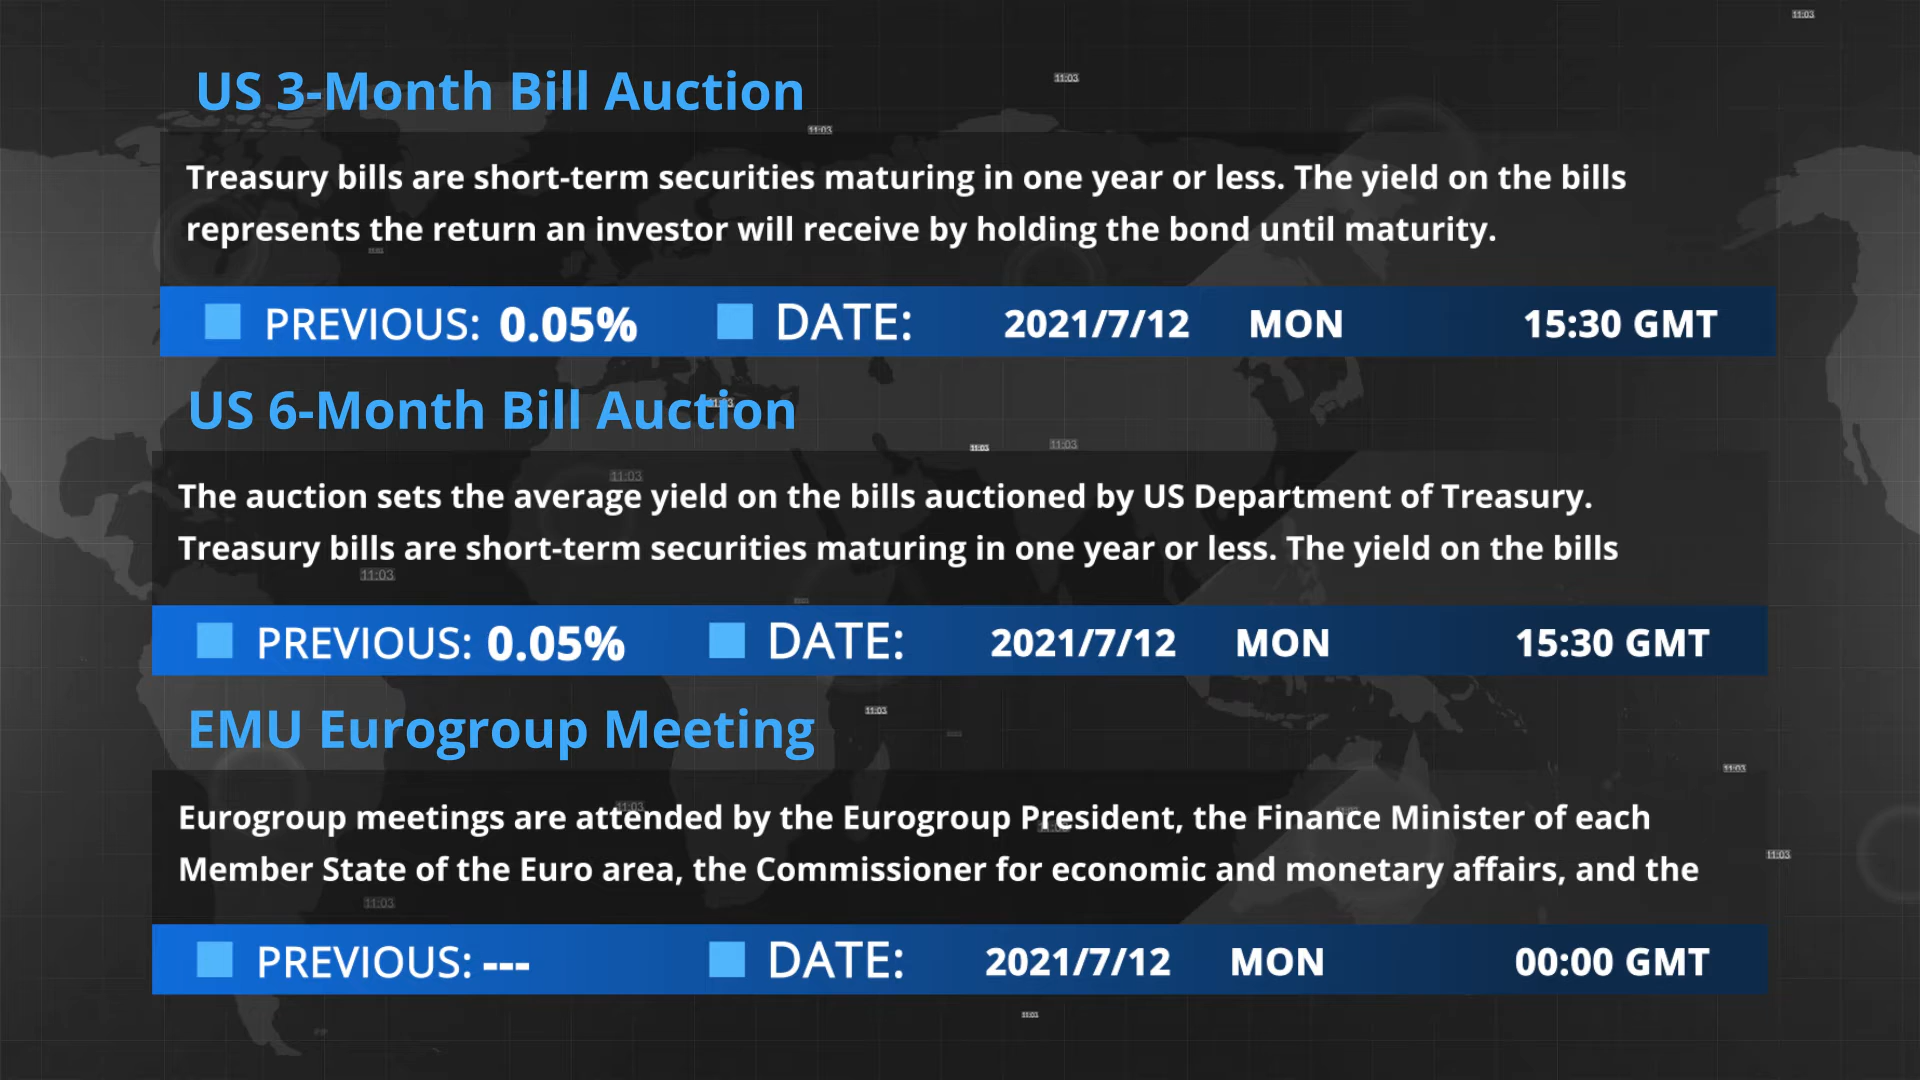 US 3-Month Bill Auction
Treasury bills are short-term securities maturing in one year or less. The yield on the bills
represents the return an investor will receive by holding the bond until maturity.
PREVIOUS: 0.05% DATE: 2021/7/12 MON 15:30 GMT
US 6-Month Bill Auction
The auction sets the average yield on the bills auctioned by US Department of Treasury.
Treasury bills are short-term securities maturing in one year or less. The yield on the bills
PREVIOUS: 0.05% DATE: 2021/7/12 MON 15:30 GMT
EMU Eurogroup Meeting
Eurogroup meetings are attended by the Eurogroup President, the Finance Minister of each
Member State of the Euro area, the Commissioner for economic and monetary affairs, and the
PREVIOUS: --- DATE: 2021/7/12 MON 00:00 GMT